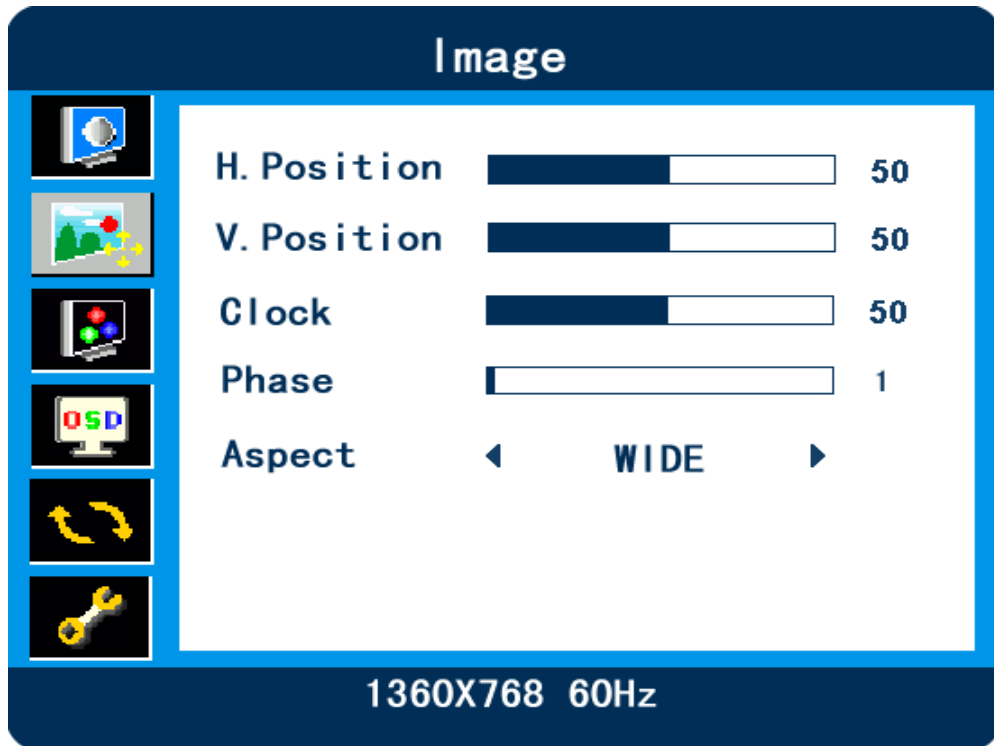 Image
H.Position 50
V.Position 50
Clock 50
Phase 1
OSD
Aspect WIDE
1360X768 60Hz